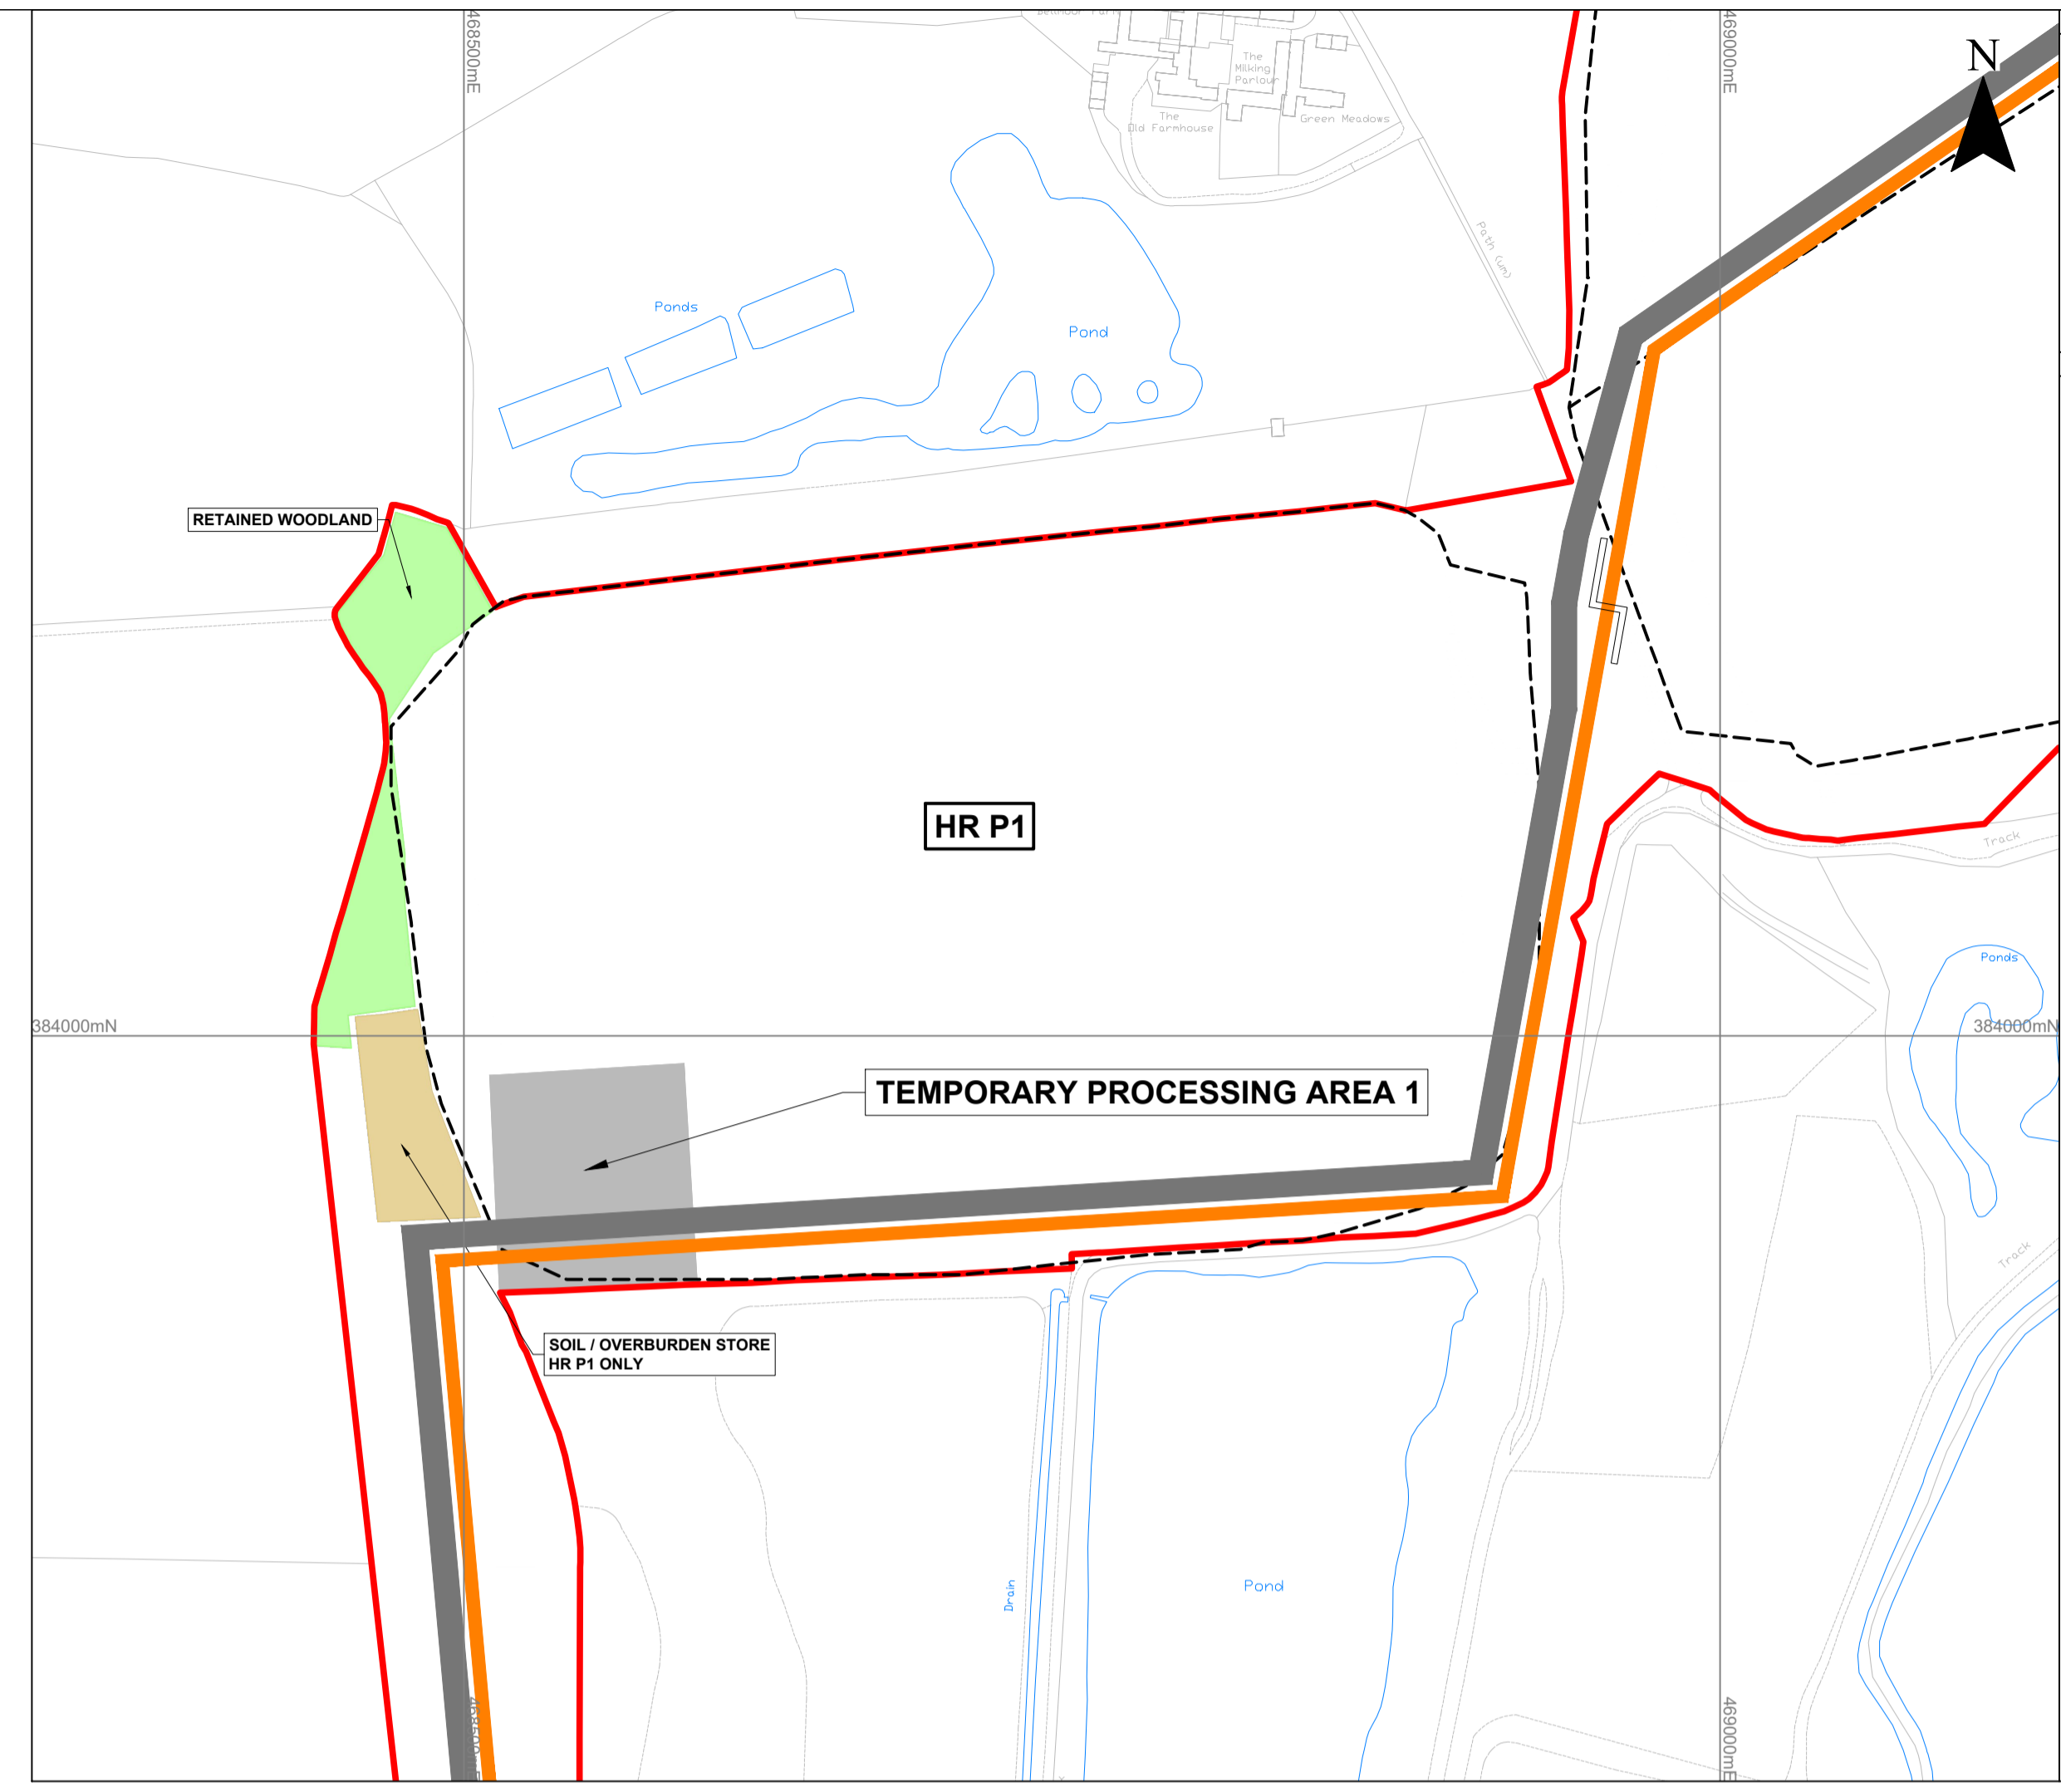 468500mE
469000mE
N
The
Milking
Parlour
The
Old Farmhouse
Green Meadows
Path (um)
Ponds
Pond
RETAINED WOODLAND
HR P1
Track
Ponds
384000mN
384000mN
TEMPORARY PROCESSING AREA 1
Track
SOIL / OVERBURDEN STORE
HR P1 ONLY
Drain
Pond
468500mE
469000mE